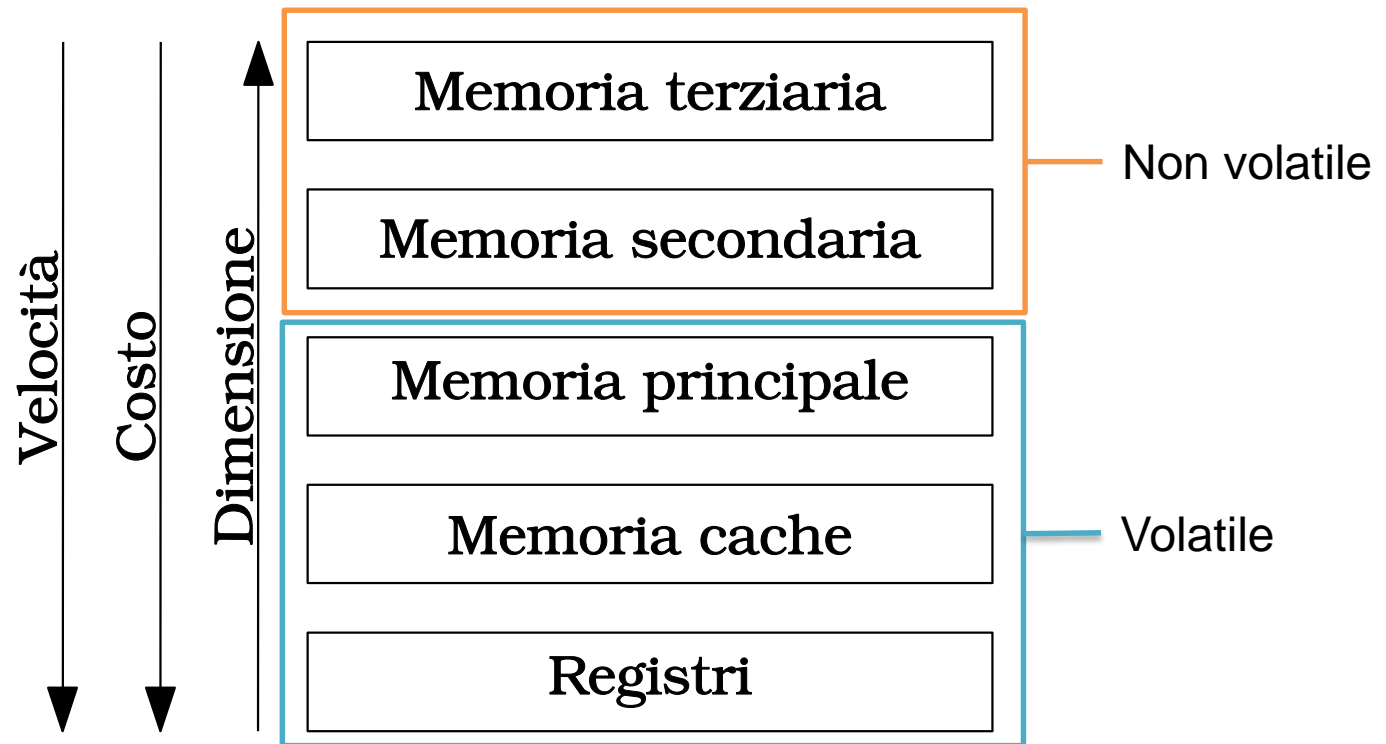 Velocità
Costo
Dimensione
Memoria terziaria
Memoria secondaria
Memoria principale
Memoria cache
Registri
Non volatile
Volatile